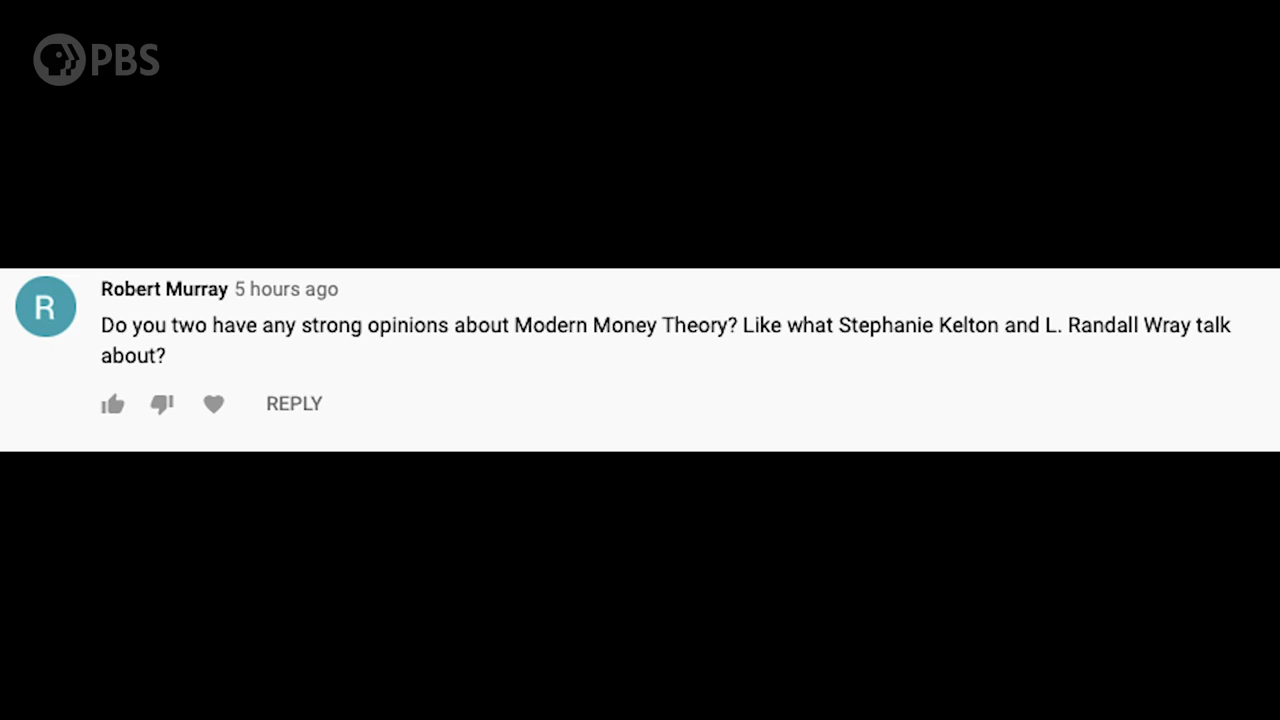 PBS
R
Robert Murray 5 hours ago
Do you two have any strong opinions about Modern Money Theory? Like what Stephanie Kelton and L. Randall Wray talk
about?
REPLY